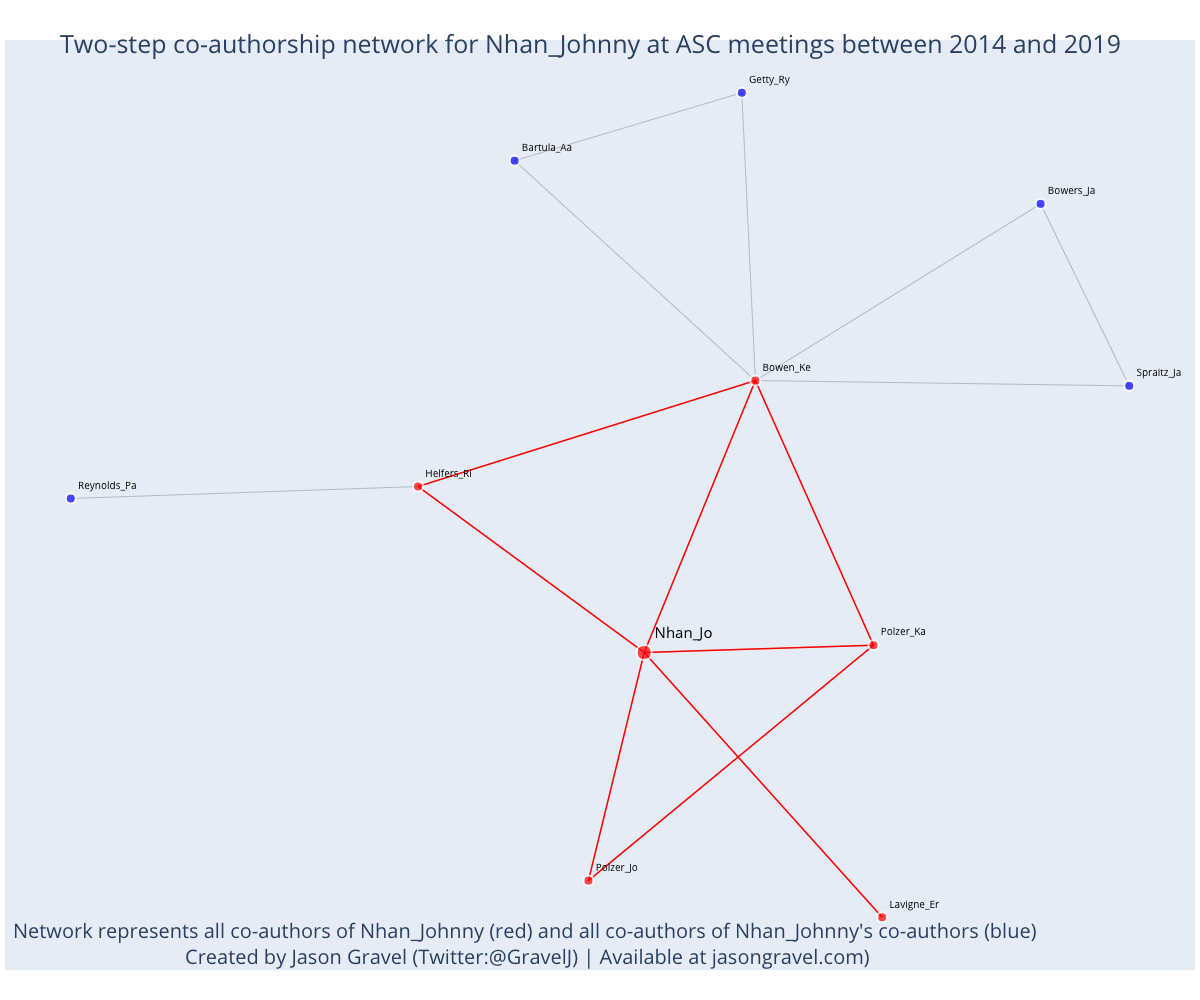 Two-step co-authorship network for Nhan_Johnny at ASC meetings between 2014 and 2019
Getty_Ry
Bartula_Aa
Bowers_Ja
Bowen_Ke
Spraitz_Ja
Helfers_Ri
Reynolds_Pa
Nhan_Jo
Polzer_Ka
Polzer_Jo
Lavigne_Er
Network represents all co-authors of Nhan_Johnny (red) and all co-authors of Nhan_Johnny's co-authors (blue)
Created by Jason Gravel (Twitter:@GravelJ) | Available at jasongravel.com)